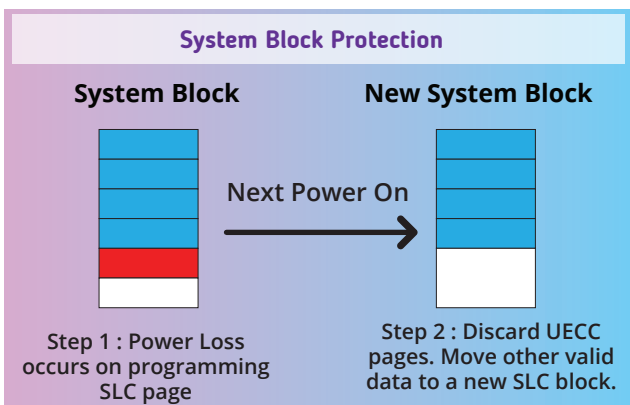 System Block Protection
System Block
New System Block
Next Power On
Step 1 : Power Loss
occurs on programming
SLC page
Step 2 : Discard UECC
pages. Move other valid
data to a new SLC block.